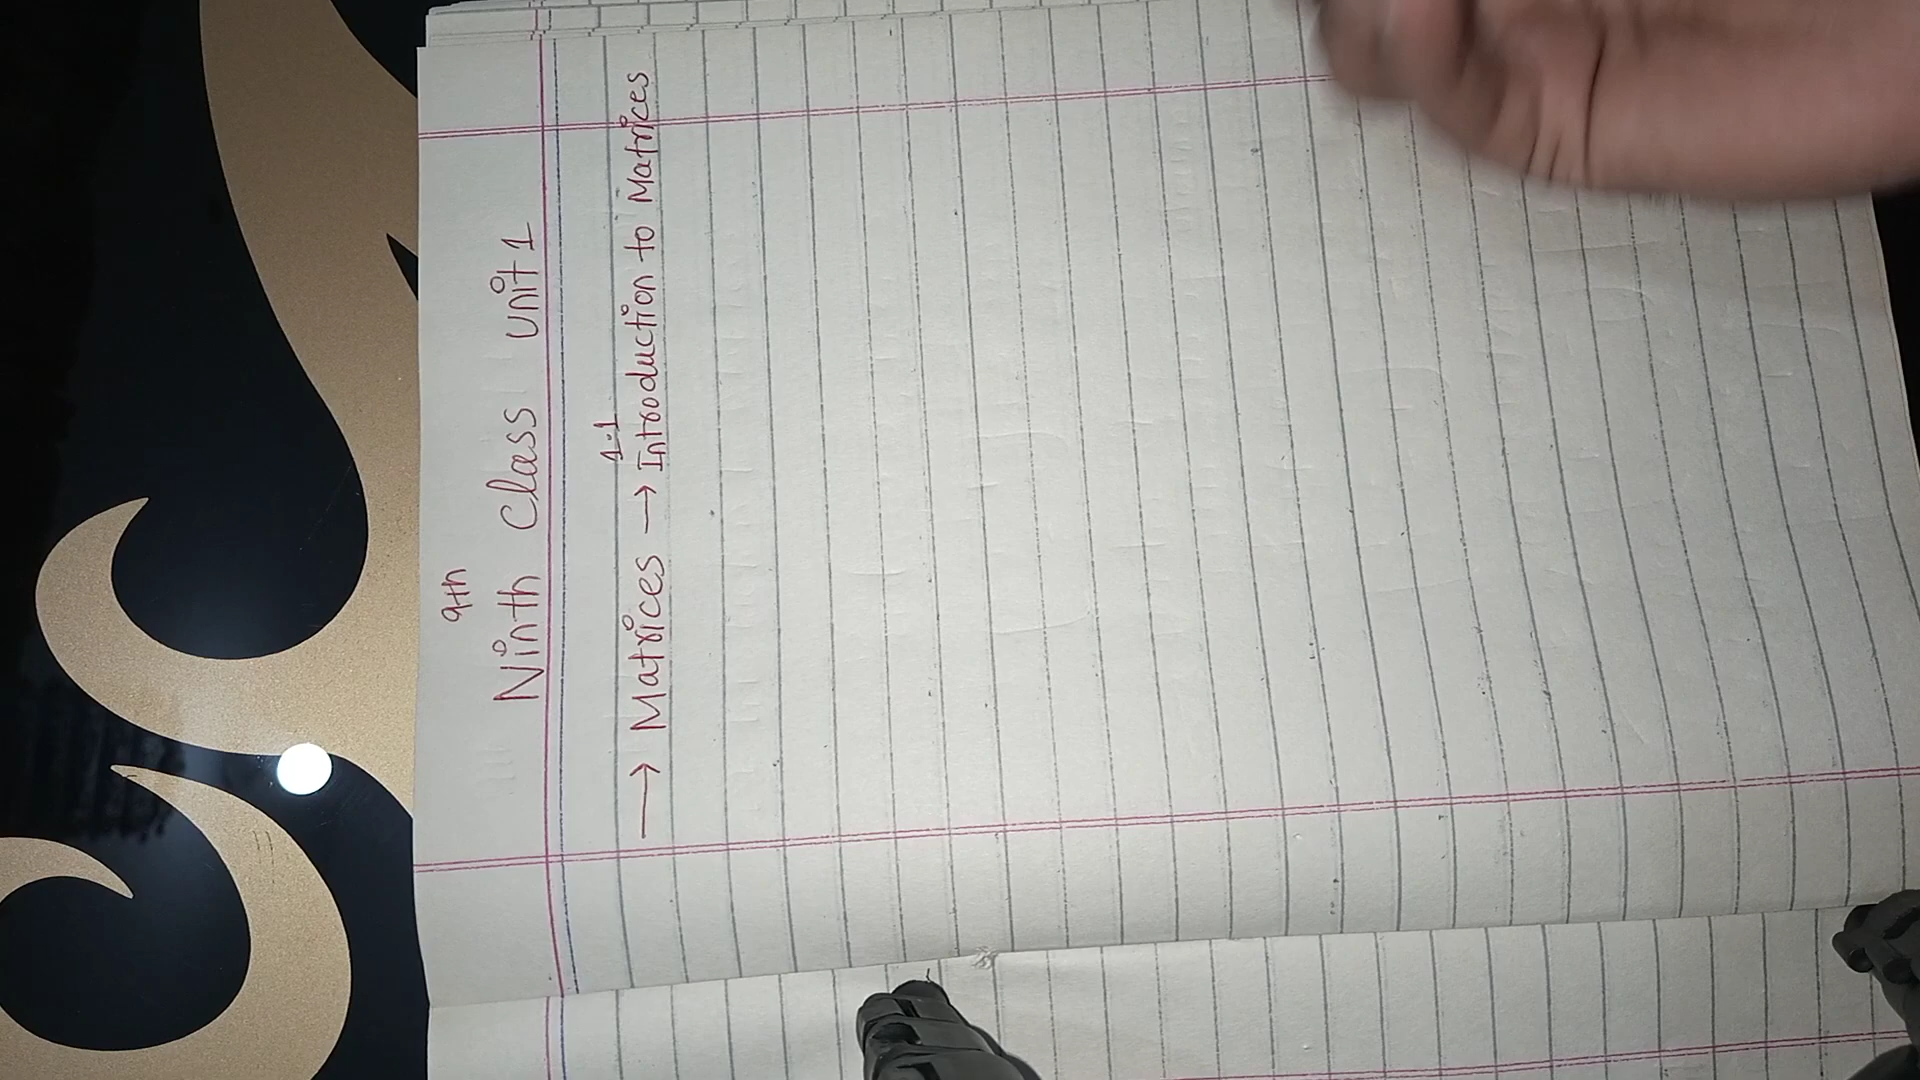 9th
Ninth Class Unit 1
1.1
→ Matrices → Introduction to Matrices